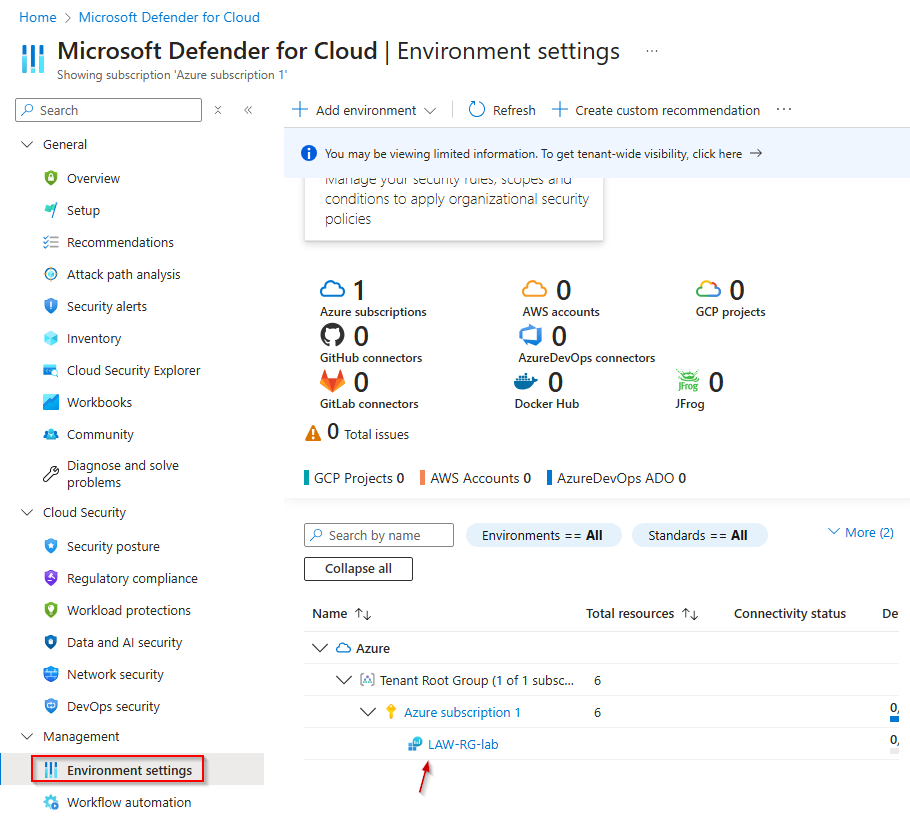 Home > Microsoft Defender for Cloud
Microsoft Defender for Cloud | Environment settings ...
Showing subscription 'Azure subscription 1'
Search
General
Overview
Setup
Recommendations
Attack path analysis
Security alerts
Inventory
Cloud Security Explorer
Workbooks
Community
Diagnose and solve
problems
Cloud Security
Security posture
Regulatory compliance
Workload protections
Data and AI security
Network security
DevOps security
Management
Environment settings
Workflow automation
Add environment
Refresh
Create custom recommendation
...
You may be viewing limited information. To get tenant-wide visibility, click here →
Manage your security rules, scopes and
conditions to apply organizational security
policies
1
Azure subscriptions
0
AWS accounts
0
GCP projects
0
GitHub connectors
0
AzureDevOps connectors
0
GitLab connectors
0
Docker Hub
JFrog
0
JFrog
0 Total issues
GCP Projects 0
AWS Accounts 0
AzureDevOps ADO 0
Search by name
Environments == All
Standards == All
More (2)
Collapse all
Name ↑↓ Total resources ↑↓ Connectivity status De
Azure
Tenant Root Group (1 of 1 subsc... 6
Azure subscription 1 6 0,
LAW-RG-lab 0,